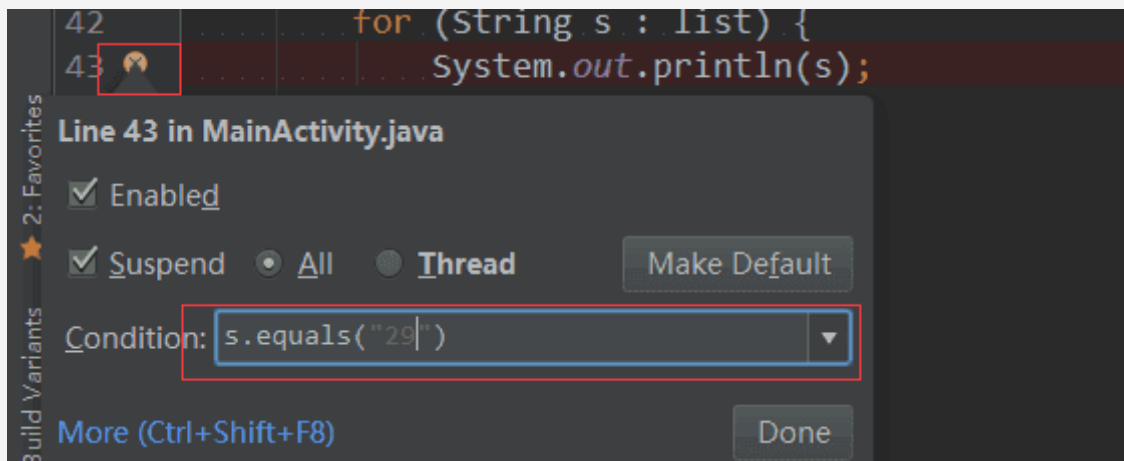 42 for (String s : list) {
43 System.out.println(s);
2: Favorites
Line 43 in MainActivity.java
Enabled
Suspend All Thread Make Default
Condition: s.equals("29")
Build Variants
More (Ctrl+Shift+F8) Done